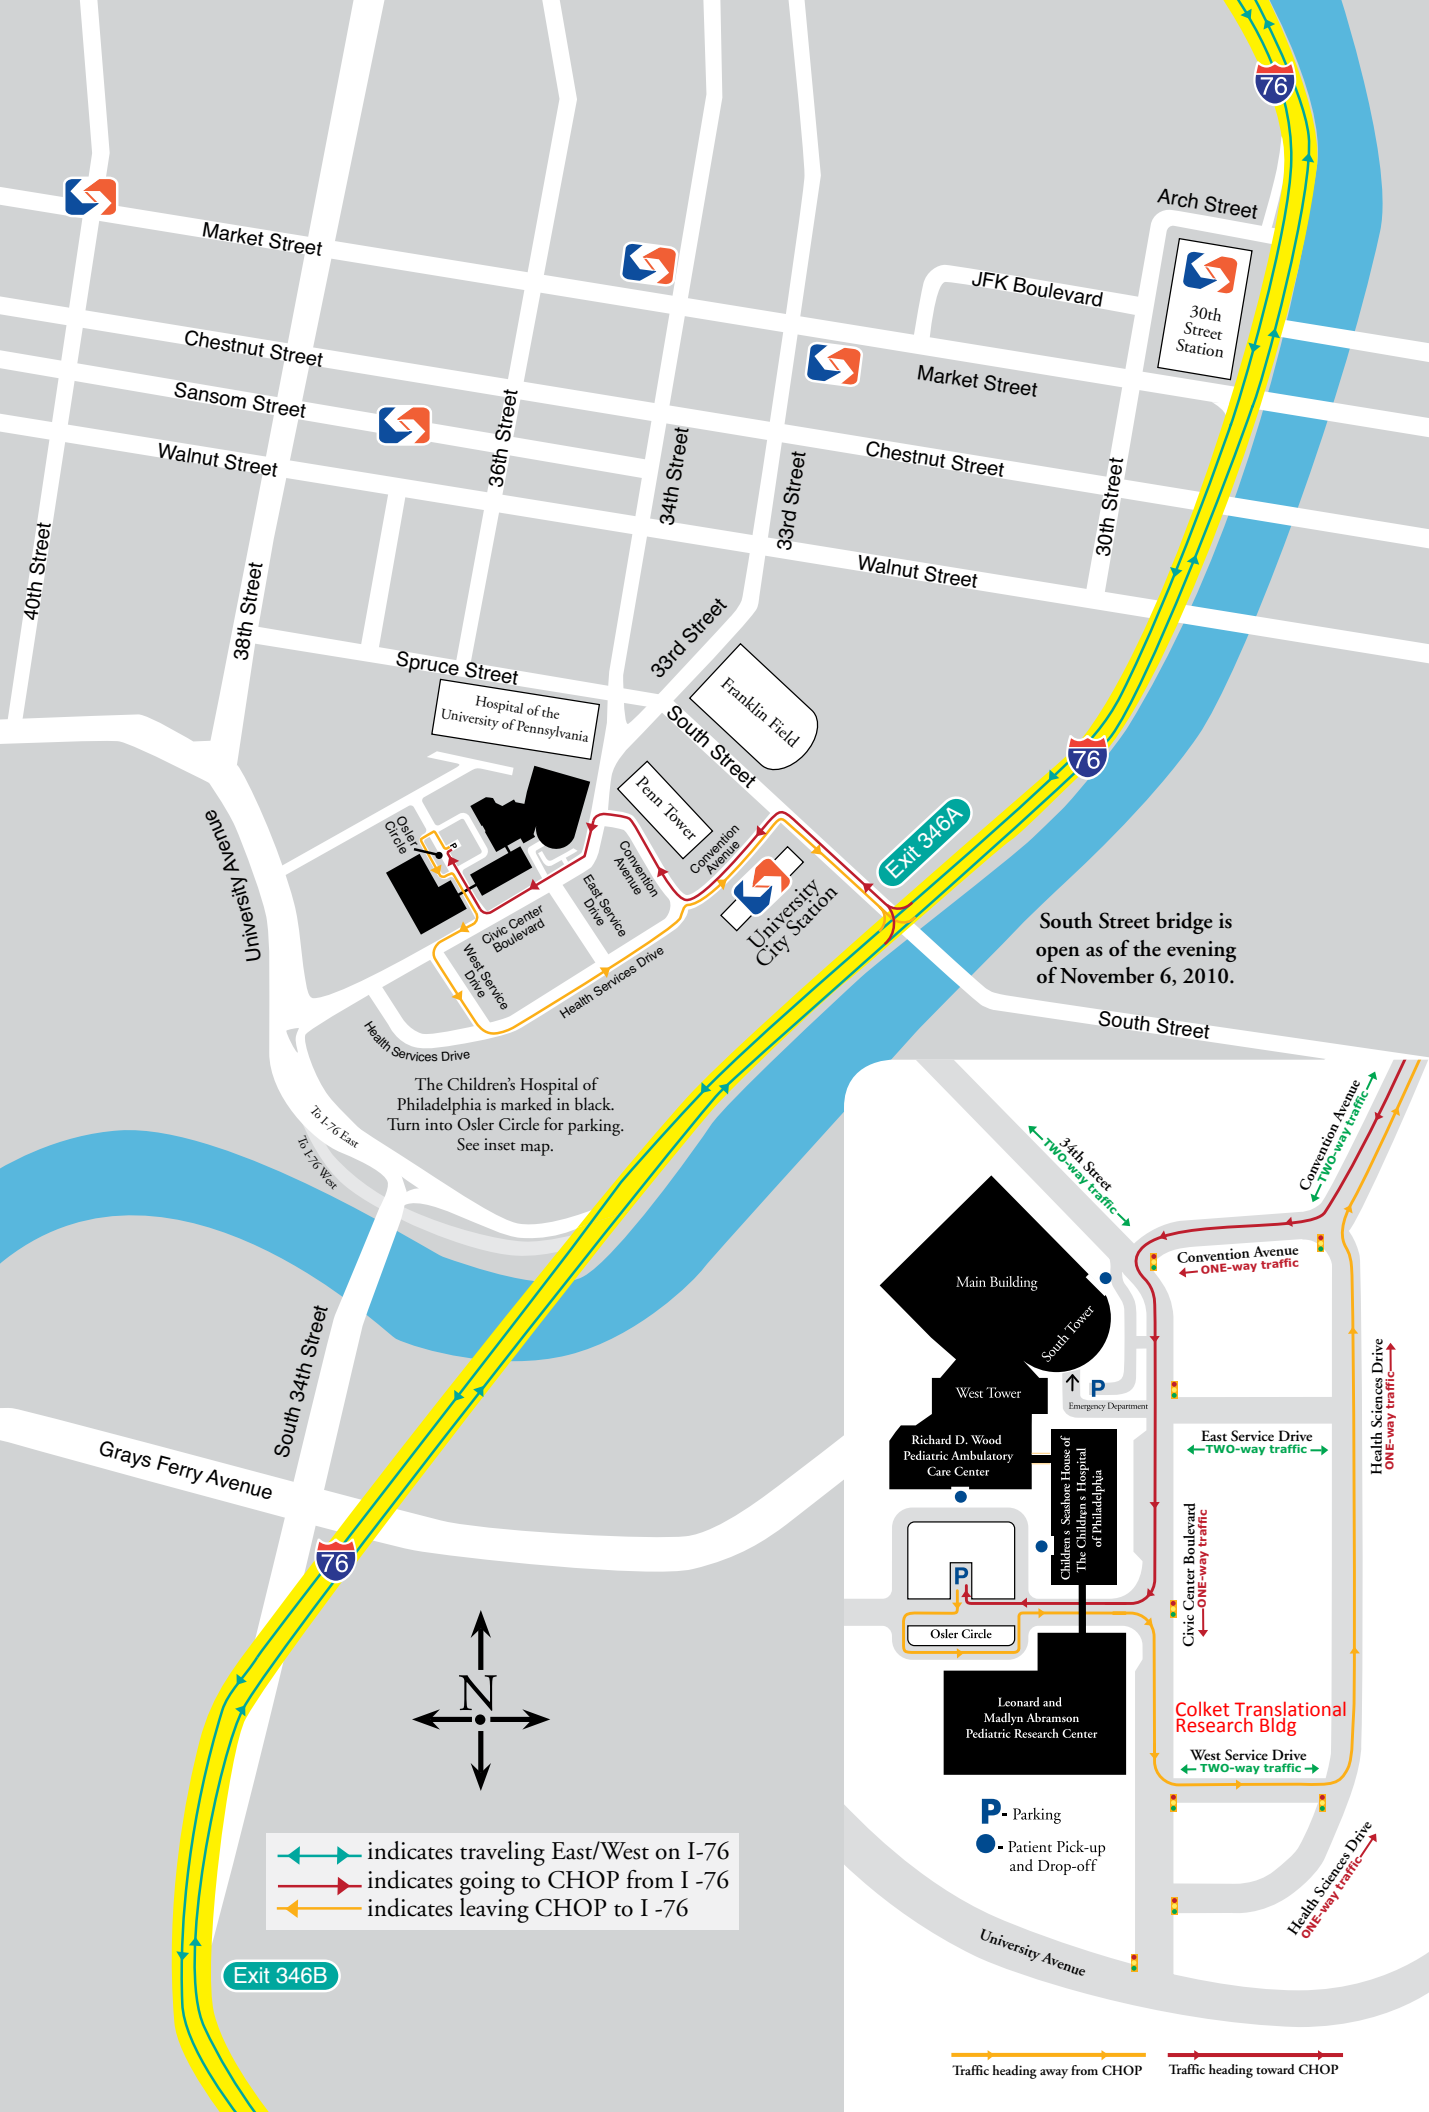 76
Arch Street
Market Street
JFK Boulevard
30th
Street
Station
Chestnut Street
Market Street
Sansom Street
36th Street
Walnut Street
34th Street
33rd Street
Chestnut Street
30th Street
40th Street
38th Street
Walnut Street
33rd Street
Spruce Street
Franklin Field
Hospital of the
University of Pennsylvania
South Street
76
Penn Tower
University Avenue
Osler
Circle
P
Convention
Avenue
Convention
Avenue
Exit 346A
East Service
Drive
University
City Station
Civic Center
Boulevard
West Service
Drive
Health Services Drive
South Street bridge is
open as of the evening
of November 6, 2010.
South Street
Health Services Drive
The Children's Hospital of
Philadelphia is marked in black.
Turn into Osler Circle for parking.
See inset map.
To I-76 East
To I-76 West
South 34th Street
Grays Ferry Avenue
76
N
indicates traveling East/West on I-76
indicates going to CHOP from I -76
indicates leaving CHOP to I -76
Exit 346B
34th Street
TWO-way traffic
Convention Avenue
TWO-way traffic
Convention Avenue
ONE-way traffic
Main Building
South Tower
West Tower
P
Emergency Department
Richard D. Wood
Pediatric Ambulatory
Care Center
Children s Seashore House of
The Children s Hospital
of Philadelphia
East Service Drive
TWO-way traffic
Health Sciences Drive
ONE-way traffic
Civic Center Boulevard
ONE-way traffic
P
Osler Circle
Leonard and
Madlyn Abramson
Pediatric Research Center
Colket Translational
Research Bldg
West Service Drive
TWO-way traffic
P - Parking
- Patient Pick-up
and Drop-off
Health Sciences Drive
ONE-way traffic
University Avenue
Traffic heading away from CHOP
Traffic heading toward CHOP